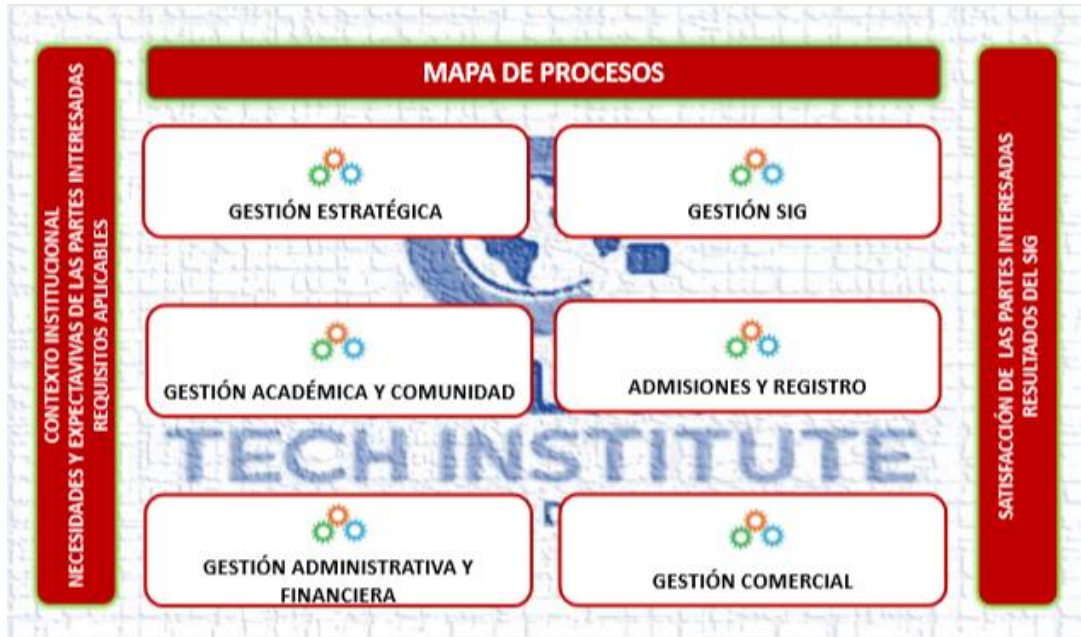 MAPA DE PROCESOS
CONTEXTO INSTITUCIONAL
NECESIDADES Y EXPECTAVIVAS DE LAS PARTES INTERESADAS
REQUISITOS APLICABLES
GESTIÓN ESTRATÉGICA
GESTIÓN SIG
GESTIÓN ACADÉMICA Y COMUNIDAD
ADMISIONES Y REGISTRO
TECH INSTITUTE
GESTIÓN ADMINISTRATIVA Y
FINANCIERA
GESTIÓN COMERCIAL
SATISFACCIÓN DE LAS PARTES INTERESADAS
RESULTADOS DEL SIG